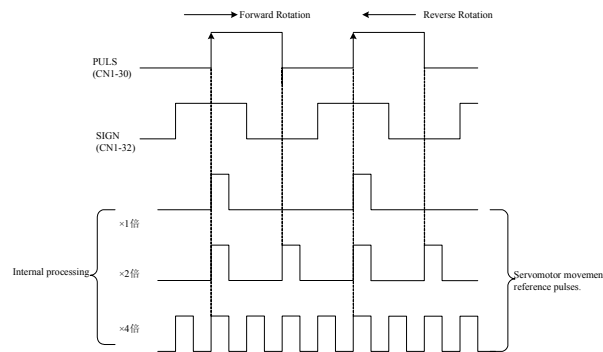 Forward Rotation
Reverse Rotation
PULS
(CN1-30)
SIGN
(CN1-32)
×1倍
×2倍
×4倍
Internal processing
Servomotor movemen
reference pulses.